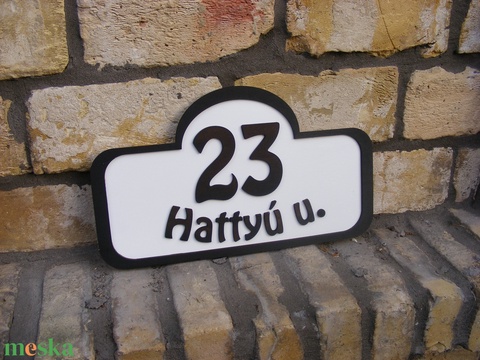 23
Hattyú u.
meska